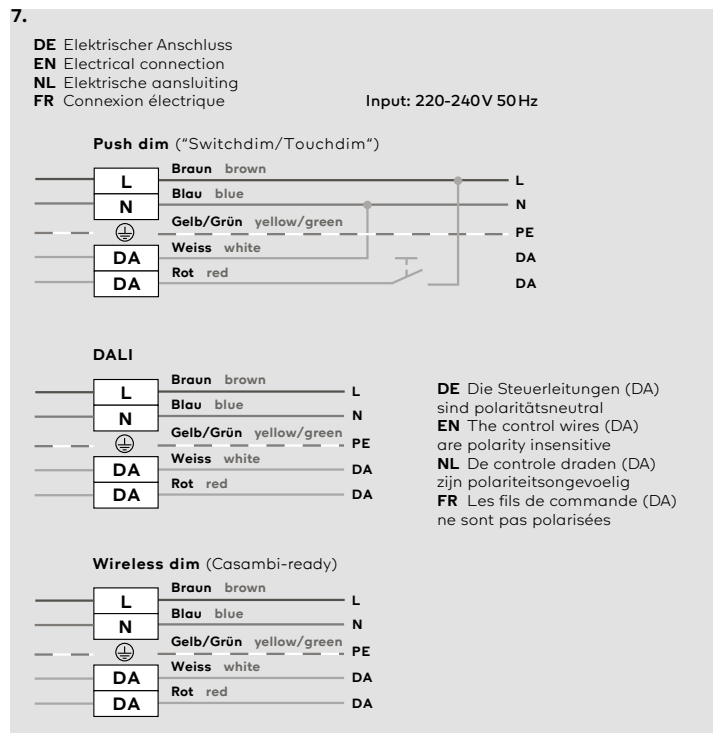 7.
DE Elektrischer Anschluss
EN Electrical connection
NL Elektrische aansluiting
FR Connexion électrique
Input: 220-240 V 50 Hz
Push dim (“Switchdim/Touchdim“)
Braun brown
L L
Blau blue
N N
Gelb/Grün yellow/green
PE
Weiss white
DA DA
Rot red
DA DA
DALI
Braun brown
L L
Blau blue
N N
Gelb/Grün yellow/green
PE
Weiss white
DA DA
Rot red
DA DA
DE Die Steuerleitungen (DA)
sind polaritätsneutral
EN The control wires (DA)
are polarity insensitive
NL De controle draden (DA)
zijn polariteitsongevoelig
FR Les fils de commande (DA)
ne sont pas polarisées
Wireless dim (Casambi-ready)
Braun brown
L L
Blau blue
N N
Gelb/Grün yellow/green
PE
Weiss white
DA DA
Rot red
DA DA